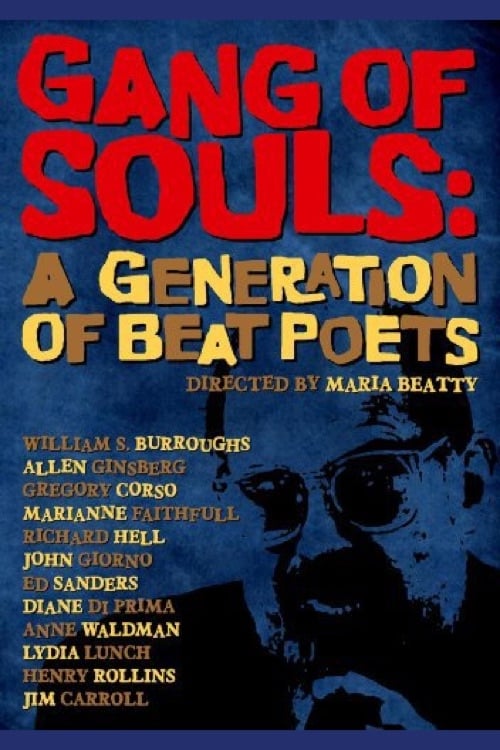 GANG OF
SOULS:
A GENERATION
OF BEAT POETS
DIRECTED BY MARIA BEATTY
WILLIAM S. BURROUGHS
ALLEN GINSBERG
GREGORY CORSO
MARIANNE FAITHFULL
RICHARD HELL
JOHN GIORNO
ED SANDERS
DIANE DI PRIMA
ANNE WALDMAN
LYDIA LUNCH
HENRY ROLLINS
JIM CARROLL